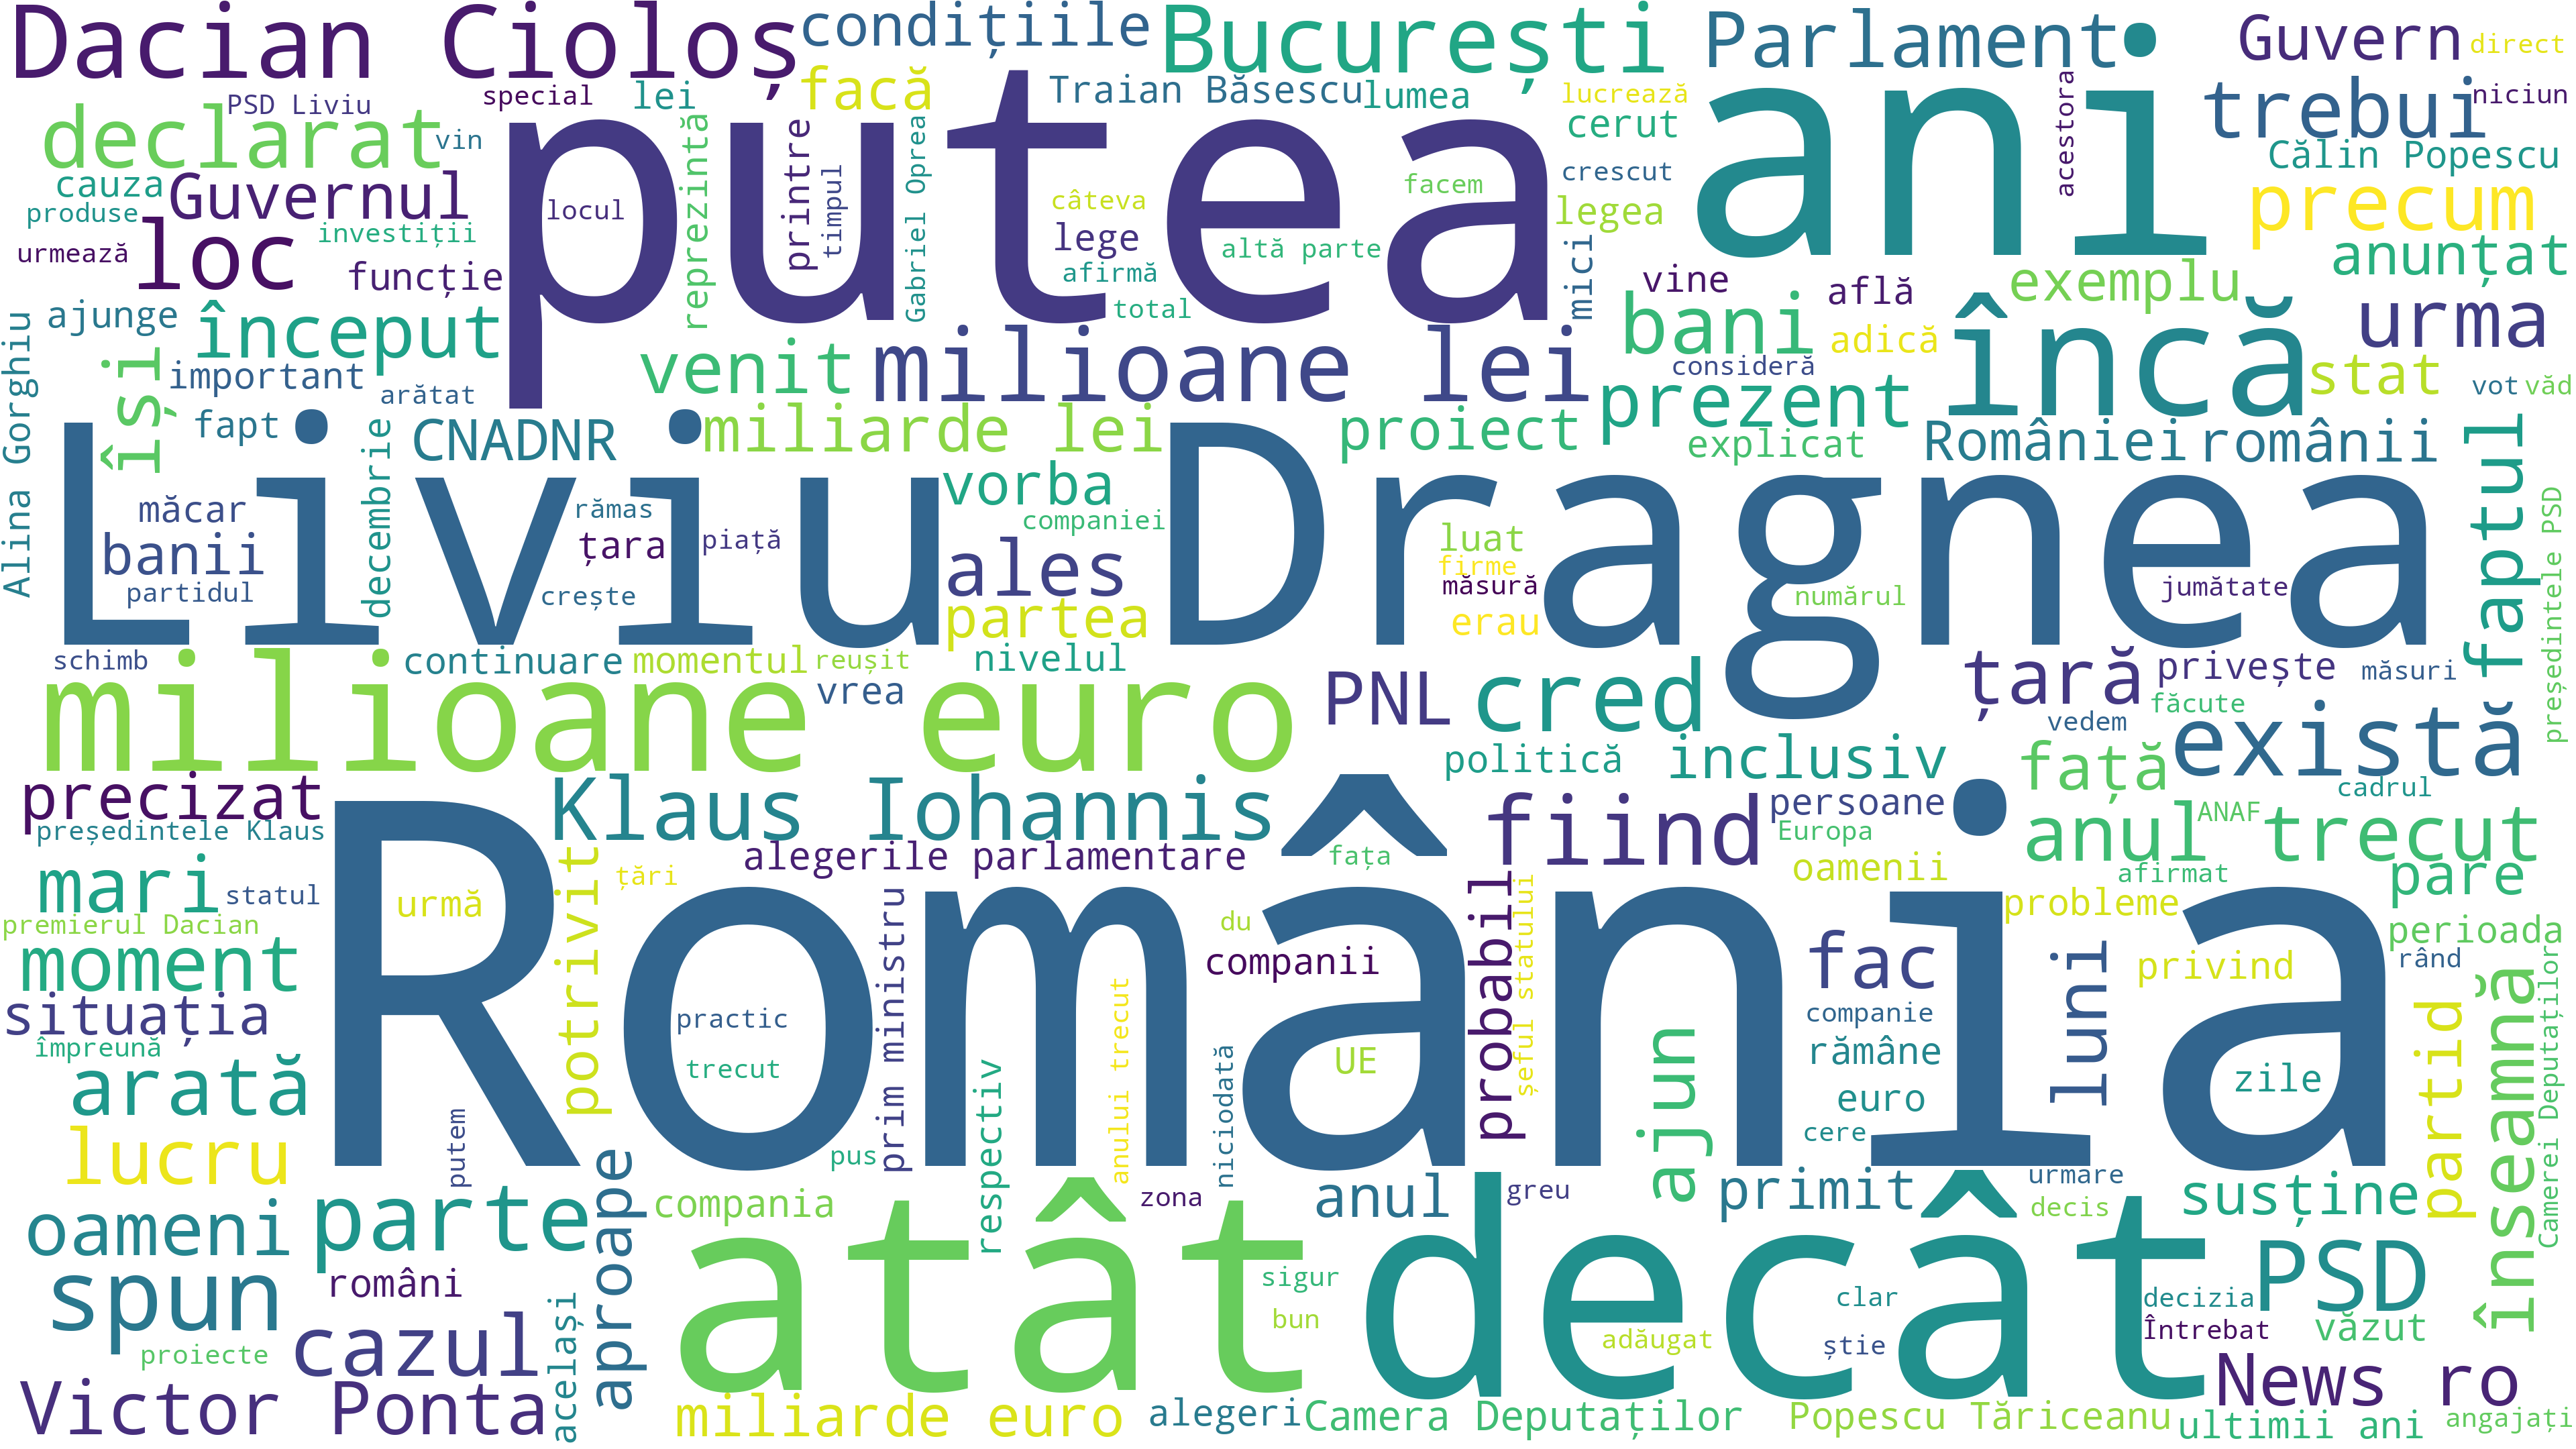 Dacian Cioloș
condițiile
București
Parlament
Guvern
direct
PSD Liviu
special
lei
facă
Traian Băsescu
lumea
lucrează
trebui
niciun
declarat
vin
putea
ani
cerut
acestora
Călin Popescu
cauza
Guvernul
reprezintă
printre
timpul
Gabriel Oprea
câteva
facem
crescut
precum
produse
locul
legea
urmează
loc
investiții
lege
altă parte
anunțat
funcție
afirmă
mici
vine
află
exemplu
ajunge
început
total
bani
încă
urma
Alina Gorghiu
își
important
venit
milioane lei
adică
consideră
stat
vot
văd
arătat
prezent
fapt
decembrie
CNADNR
miliarde lei
proiect
explicat
României
românii
faptul
Liviu Dragnea
măcar
rămas
vorba
companiei
președintele PSD
banii
țara
piață
ales
luat
firme
măsură
jumătate
partidul
crește
partea
erau
numărul
schimb
continuare
momentul
reușit
nivelul
țară
privește
măsuri
milioane euro
vrea
PNL
cred
făcute
vedem
există
politică
inclusiv
față
precizat
Klaus Iohannis
fiind
persoane
cadrul
președintele Klaus
Europa
anul trecut
ANAF
alegerile parlamentare
fața
mari
statul
țări
oamenii
afirmat
pare
România
urmă
potrivit
prim ministru
probabil
șeful statului
probleme
premierul Dacian
du
perioada
moment
companii
fac
luni
privind
rând
situația
practic
anului trecut
companie
partid
înseamnă
Camerei Deputaților
împreună
trecut
respectiv
niciodată
UE
ajun
rămâne
zile
arată
euro
putem
cere
lucru
pus
aproape
compania
zona
anul
greu
primit
urmare
decis
susține
oameni
parte
atât
decât
spun
români
sigur
clar
decizia
PSD
același
bun
adăugat
știe
Întrebat
văzut
proiecte
cazul
News ro
Victor Ponta
miliarde euro
alegeri
Camera Deputaților
Popescu Tăriceanu
ultimii ani
angajați